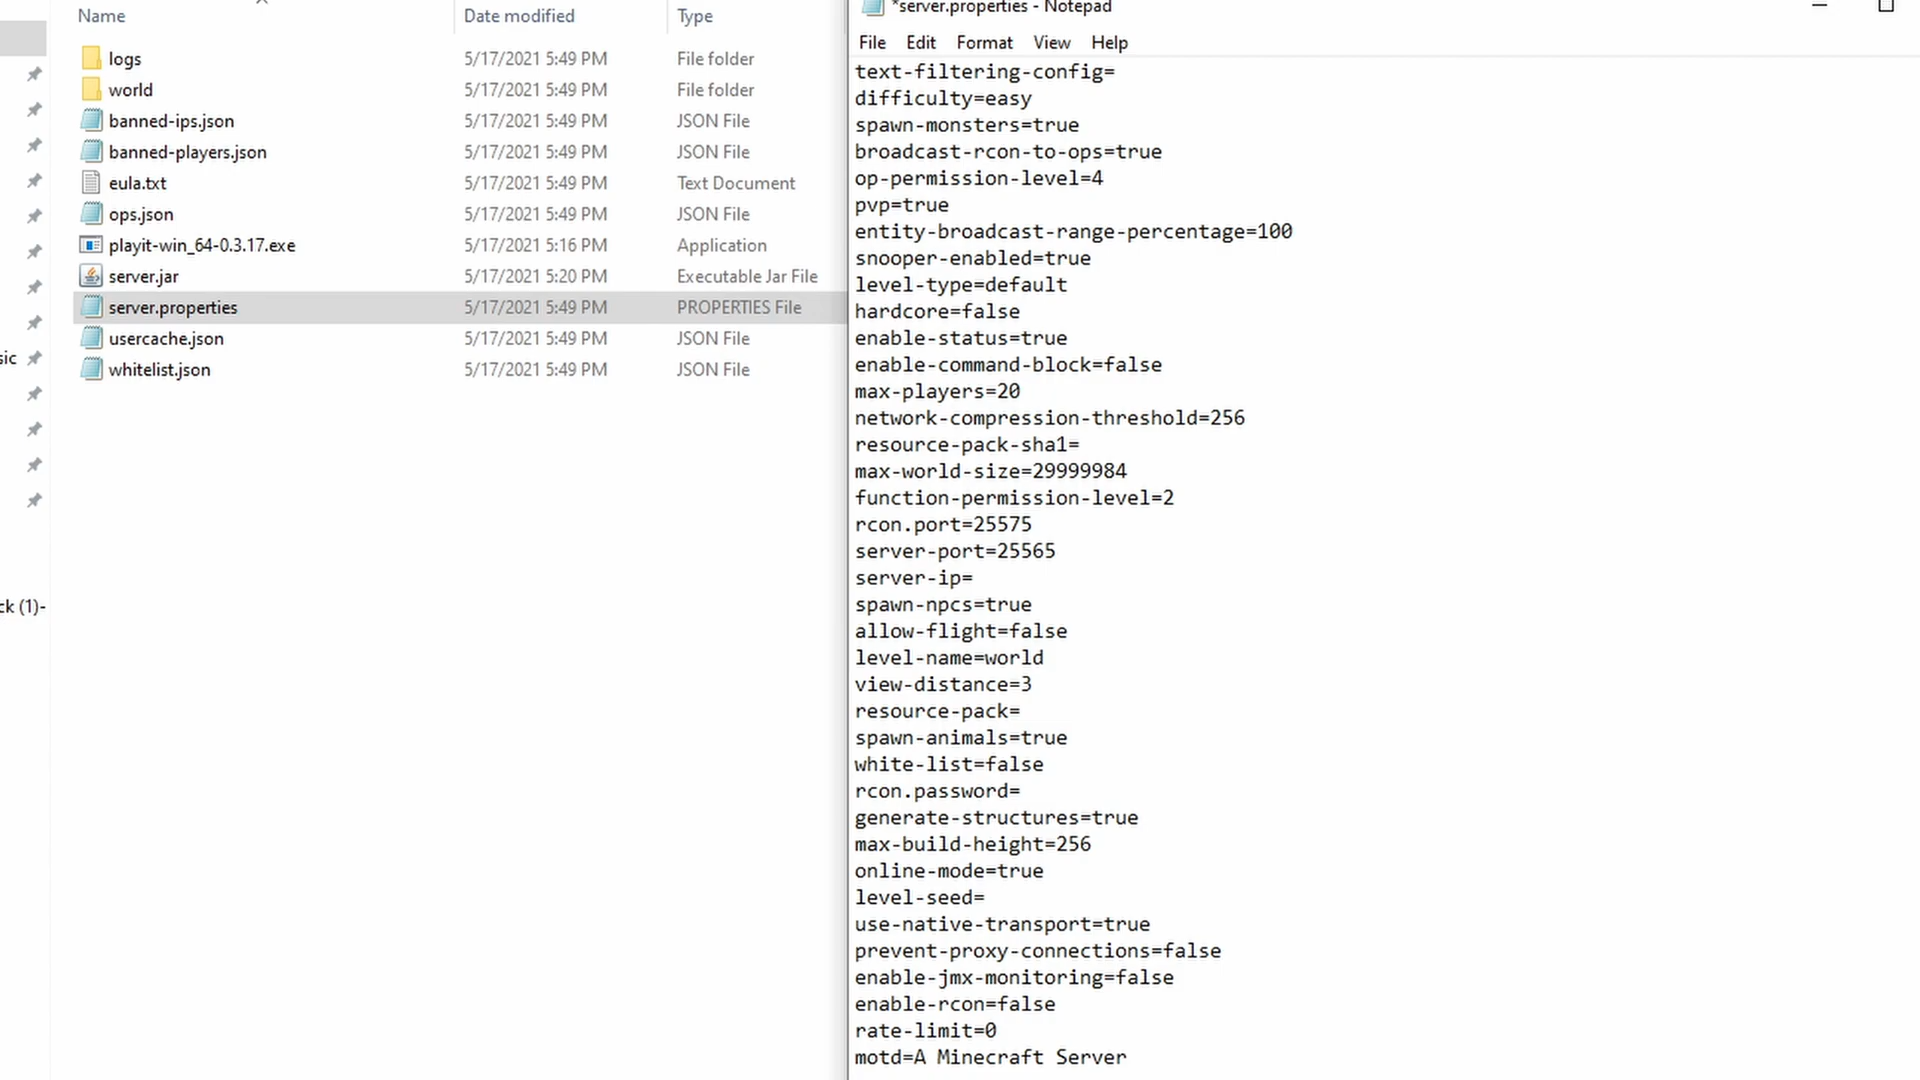 Name Date modified Type
logs 5/17/2021 5:49 PM File folder
world 5/17/2021 5:49 PM File folder
banned-ips.json 5/17/2021 5:49 PM JSON File
banned-players.json 5/17/2021 5:49 PM JSON File
eula.txt 5/17/2021 5:49 PM Text Document
ops.json 5/17/2021 5:49 PM JSON File
playit-win_64-0.3.17.exe 5/17/2021 5:16 PM Application
server.jar 5/17/2021 5:20 PM Executable Jar File
server.properties 5/17/2021 5:49 PM PROPERTIES File
usercache.json 5/17/2021 5:49 PM JSON File
whitelist.json 5/17/2021 5:49 PM JSON File
sic
ck (1)-
*server.properties - Notepad
File Edit Format View Help
text-filtering-config=
difficulty=easy
spawn-monsters=true
broadcast-rcon-to-ops=true
op-permission-level=4
pvp=true
entity-broadcast-range-percentage=100
snooper-enabled=true
level-type=default
hardcore=false
enable-status=true
enable-command-block=false
max-players=20
network-compression-threshold=256
resource-pack-sha1=
max-world-size=29999984
function-permission-level=2
rcon.port=25575
server-port=25565
server-ip=
spawn-npcs=true
allow-flight=false
level-name=world
view-distance=3
resource-pack=
spawn-animals=true
white-list=false
rcon.password=
generate-structures=true
max-build-height=256
online-mode=true
level-seed=
use-native-transport=true
prevent-proxy-connections=false
enable-jmx-monitoring=false
enable-rcon=false
rate-limit=0
motd=A Minecraft Server